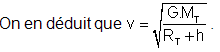 On en déduit que v = √(G.M_T / (R_T + h)) .